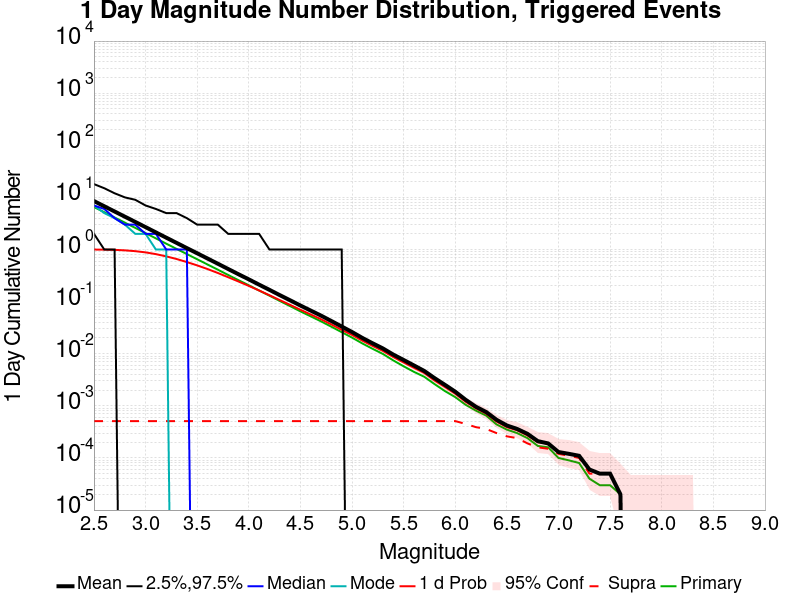 1 Day Magnitude Number Distribution, Triggered Events
10^4
10^3
10^2
10^1
10^0
10^-1
10^-2
10^-3
10^-4
10^-5
1 Day Cumulative Number
2.5 3.0 3.5 4.0 4.5 5.0 5.5 6.0 6.5 7.0 7.5 8.0 8.5 9.0
Magnitude
Mean 2.5%,97.5% Median Mode 1 d Prob 95% Conf Supra Primary